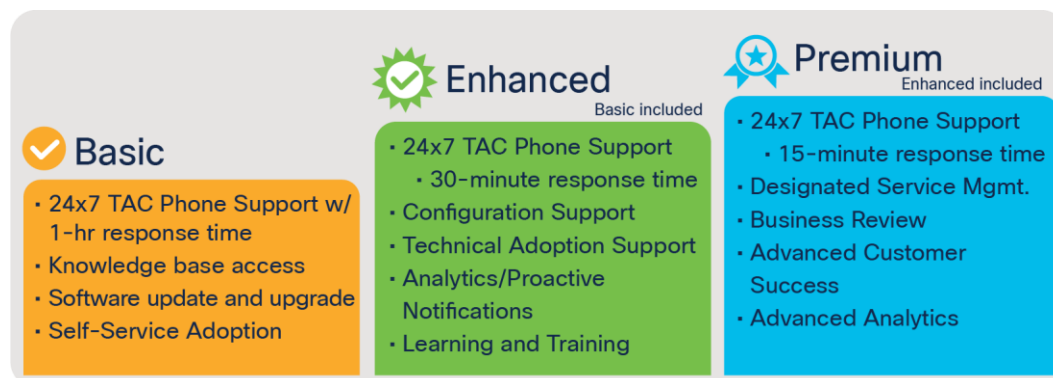 Basic
· 24x7 TAC Phone Support w/
1-hr response time
· Knowledge base access
· Software update and upgrade
· Self-Service Adoption
Enhanced
Basic included
· 24x7 TAC Phone Support
· 30-minute response time
· Configuration Support
· Technical Adoption Support
· Analytics/Proactive
Notifications
· Learning and Training
Premium
Enhanced included
· 24x7 TAC Phone Support
· 15-minute response time
· Designated Service Mgmt.
· Business Review
· Advanced Customer
Success
· Advanced Analytics